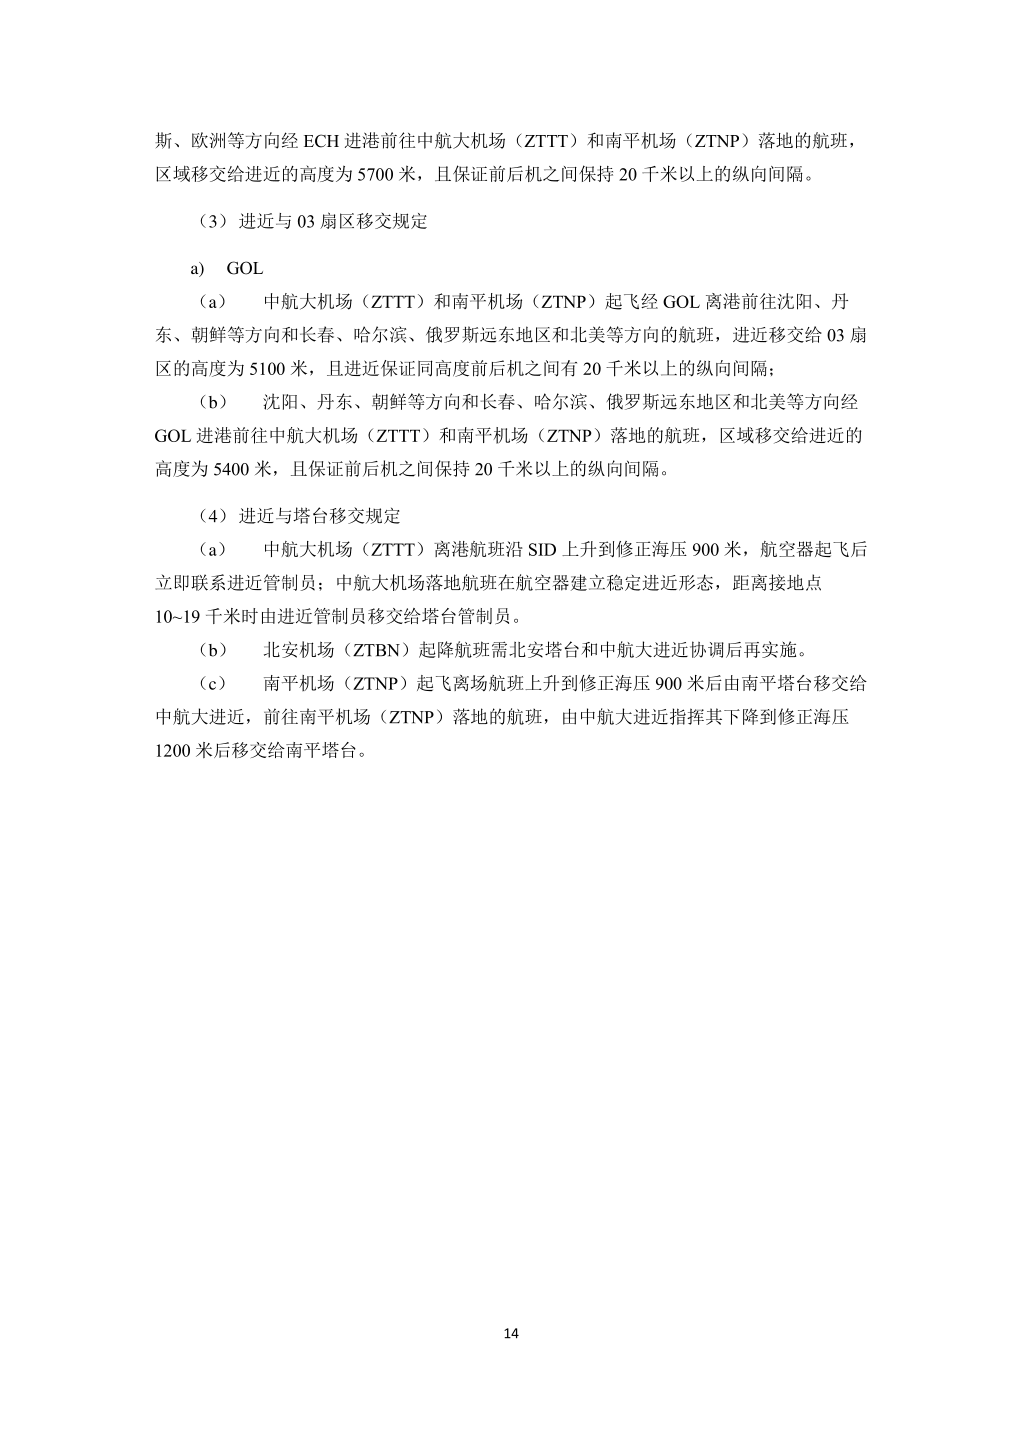 斯、欧洲等方向经 ECH 进港前往中航大机场（ZTTT）和南平机场（ZTNP）落地的航班，
区域移交给进近的高度为 5700 米，且保证前后机之间保持 20 千米以上的纵向间隔。
（3） 进近与 03 扇区移交规定
a) GOL
（a） 中航大机场（ZTTT）和南平机场（ZTNP）起飞经 GOL 离港前往沈阳、丹
东、朝鲜等方向和长春、哈尔滨、俄罗斯远东地区和北美等方向的航班，进近移交给 03 扇
区的高度为 5100 米，且进近保证同高度前后机之间有 20 千米以上的纵向间隔；
（b） 沈阳、丹东、朝鲜等方向和长春、哈尔滨、俄罗斯远东地区和北美等方向经
GOL 进港前往中航大机场（ZTTT）和南平机场（ZTNP）落地的航班，区域移交给进近的
高度为 5400 米，且保证前后机之间保持 20 千米以上的纵向间隔。
（4） 进近与塔台移交规定
（a） 中航大机场（ZTTT）离港航班沿 SID 上升到修正海压 900 米，航空器起飞后
立即联系进近管制员；中航大机场落地航班在航空器建立稳定进近形态，距离接地点
10~19 千米时由进近管制员移交给塔台管制员。
（b） 北安机场（ZTBN）起降航班需北安塔台和中航大进近协调后再实施。
（c） 南平机场（ZTNP）起飞离场航班上升到修正海压 900 米后由南平塔台移交给
中航大进近，前往南平机场（ZTNP）落地的航班，由中航大进近指挥其下降到修正海压
1200 米后移交给南平塔台。
14